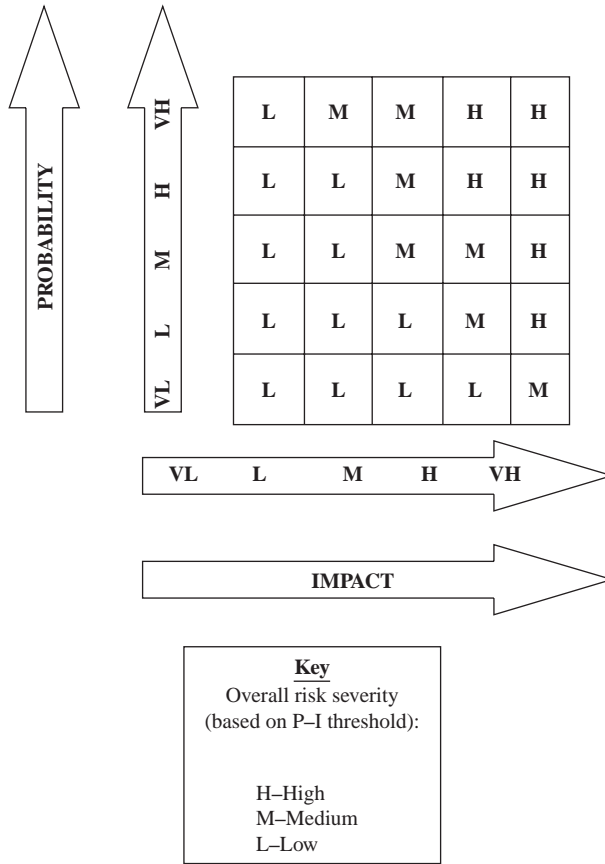 PROBABILITY
VH
H
M
L
VL
L M M H H
L L M H H
L L M M H
L L L M H
L L L L M
VL L M H VH
IMPACT
Key
Overall risk severity
(based on P–I threshold):
H–High
M–Medium
L–Low